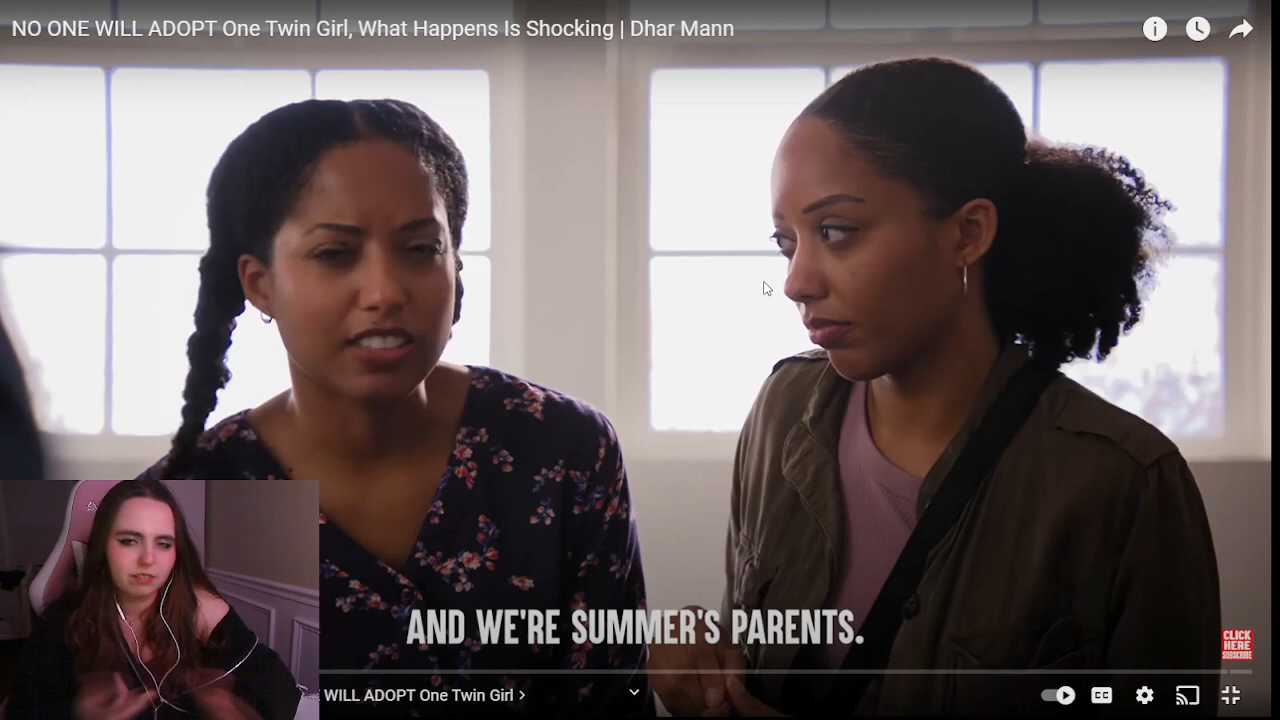 NO ONE WILL ADOPT One Twin Girl, What Happens Is Shocking | Dhar Mann
AND WE'RE SUMMER'S PARENTS.
CLICK
HERE
SUBSCRIBE
WILL ADOPT One Twin Girl >
CC